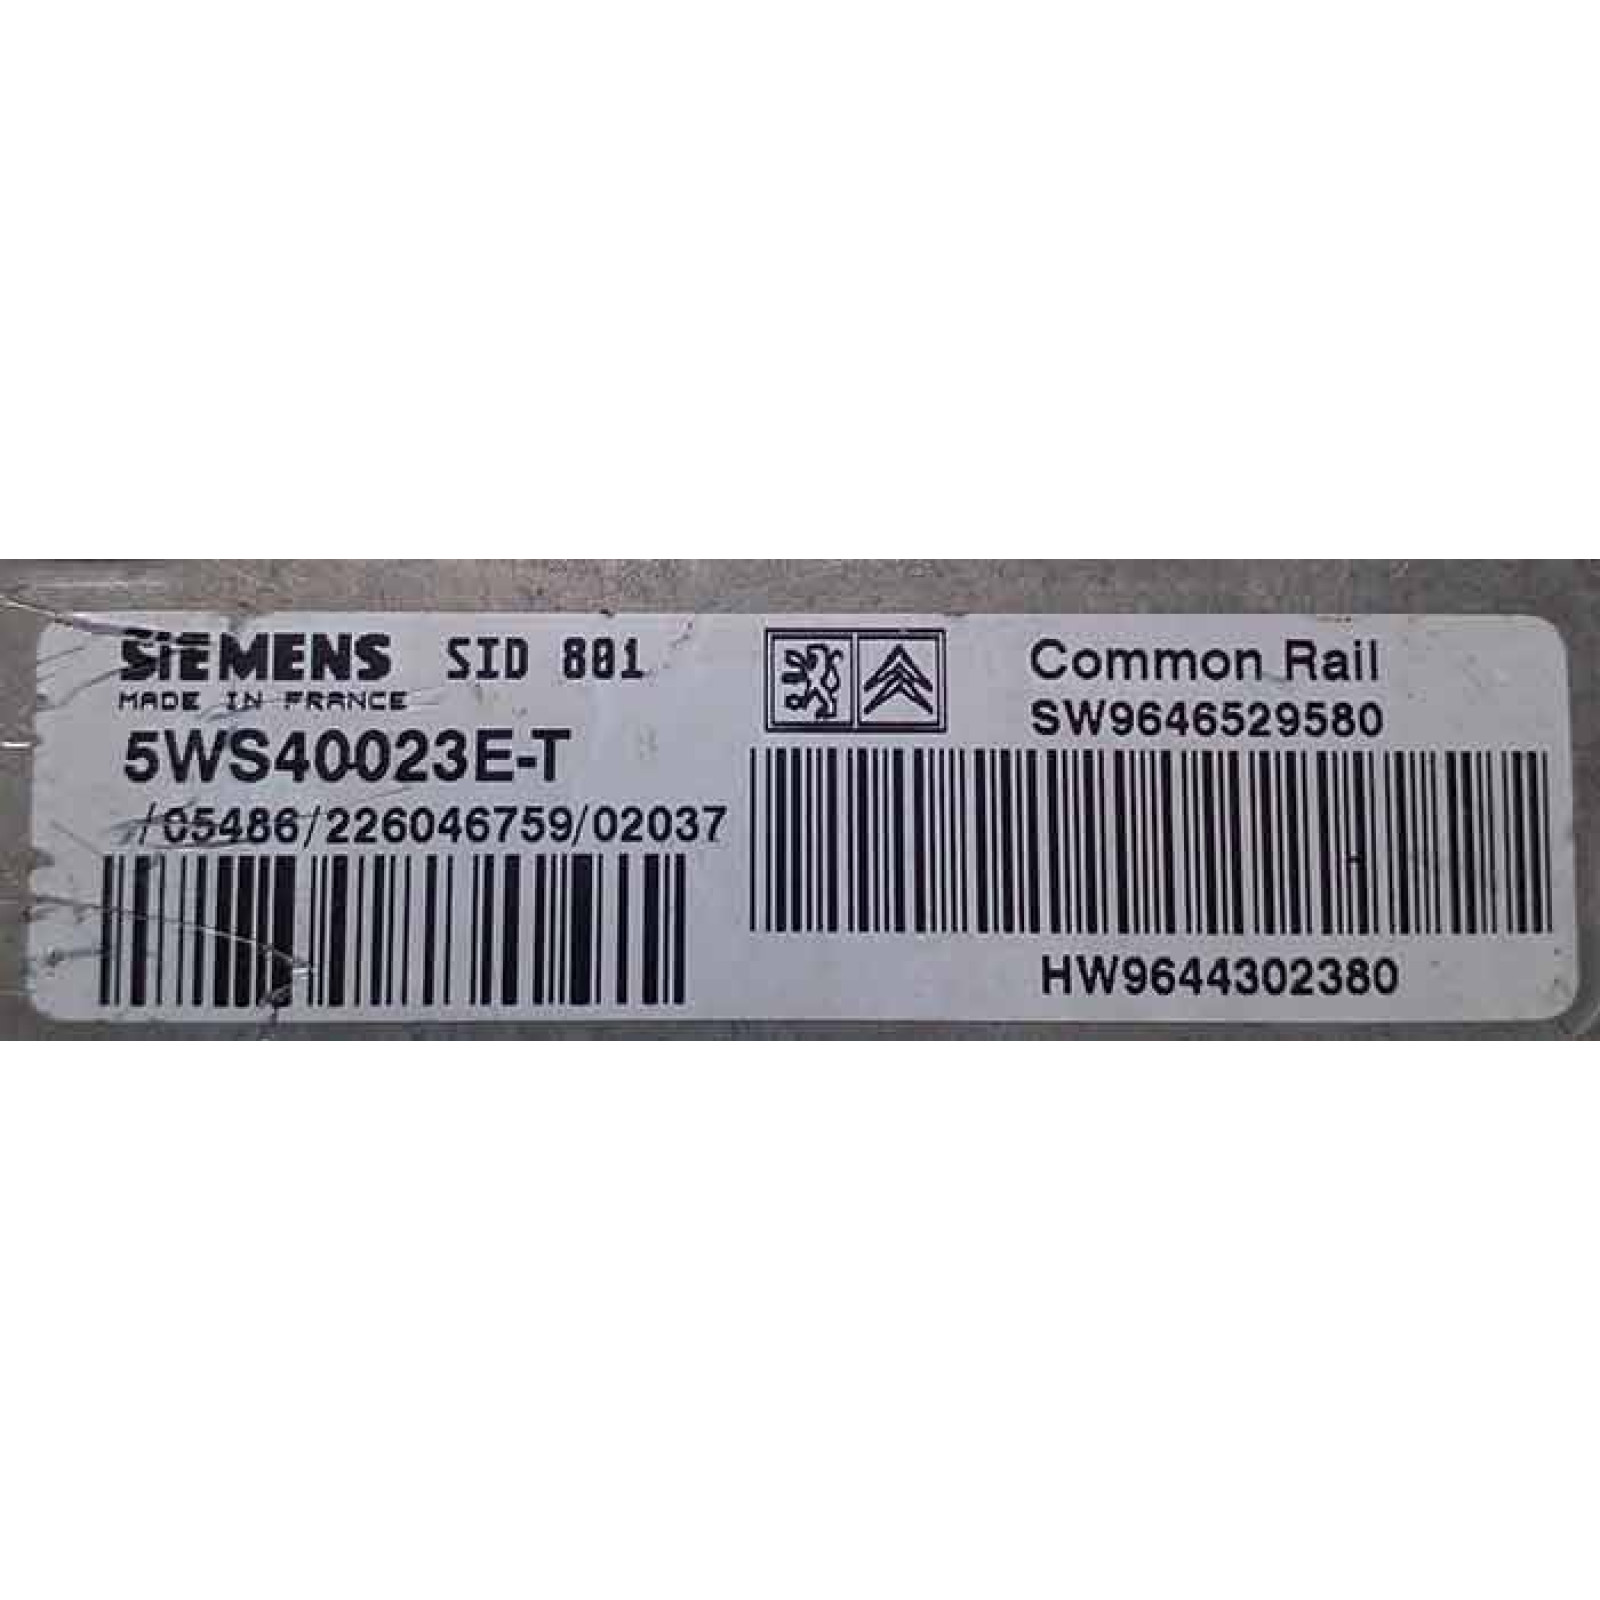 SIEMENS SID 801
MADE IN FRANCE
5WS40023E-T
/05486/226046759/02037
Common Rail
SW9646529580
HW9644302380